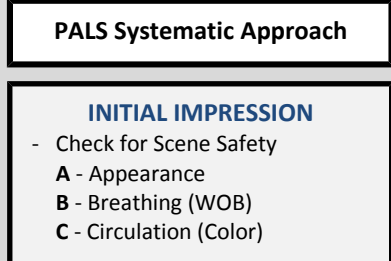 PALS Systematic Approach
INITIAL IMPRESSION
- Check for Scene Safety
A - Appearance
B - Breathing (WOB)
C - Circulation (Color)